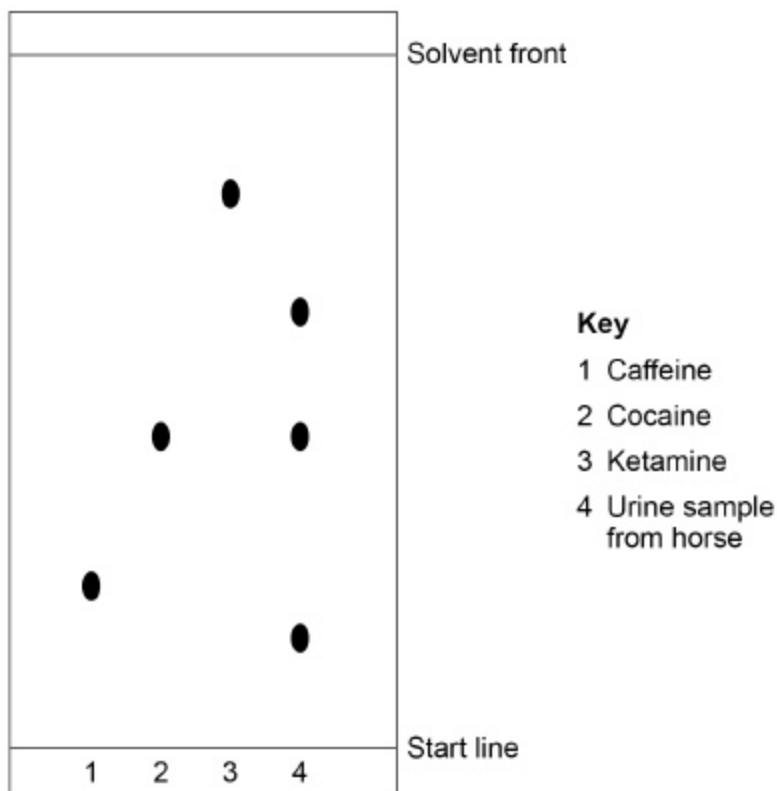 Solvent front
Key
1 Caffeine
2 Cocaine
3 Ketamine
4 Urine sample
from horse
Start line
1 2 3 4